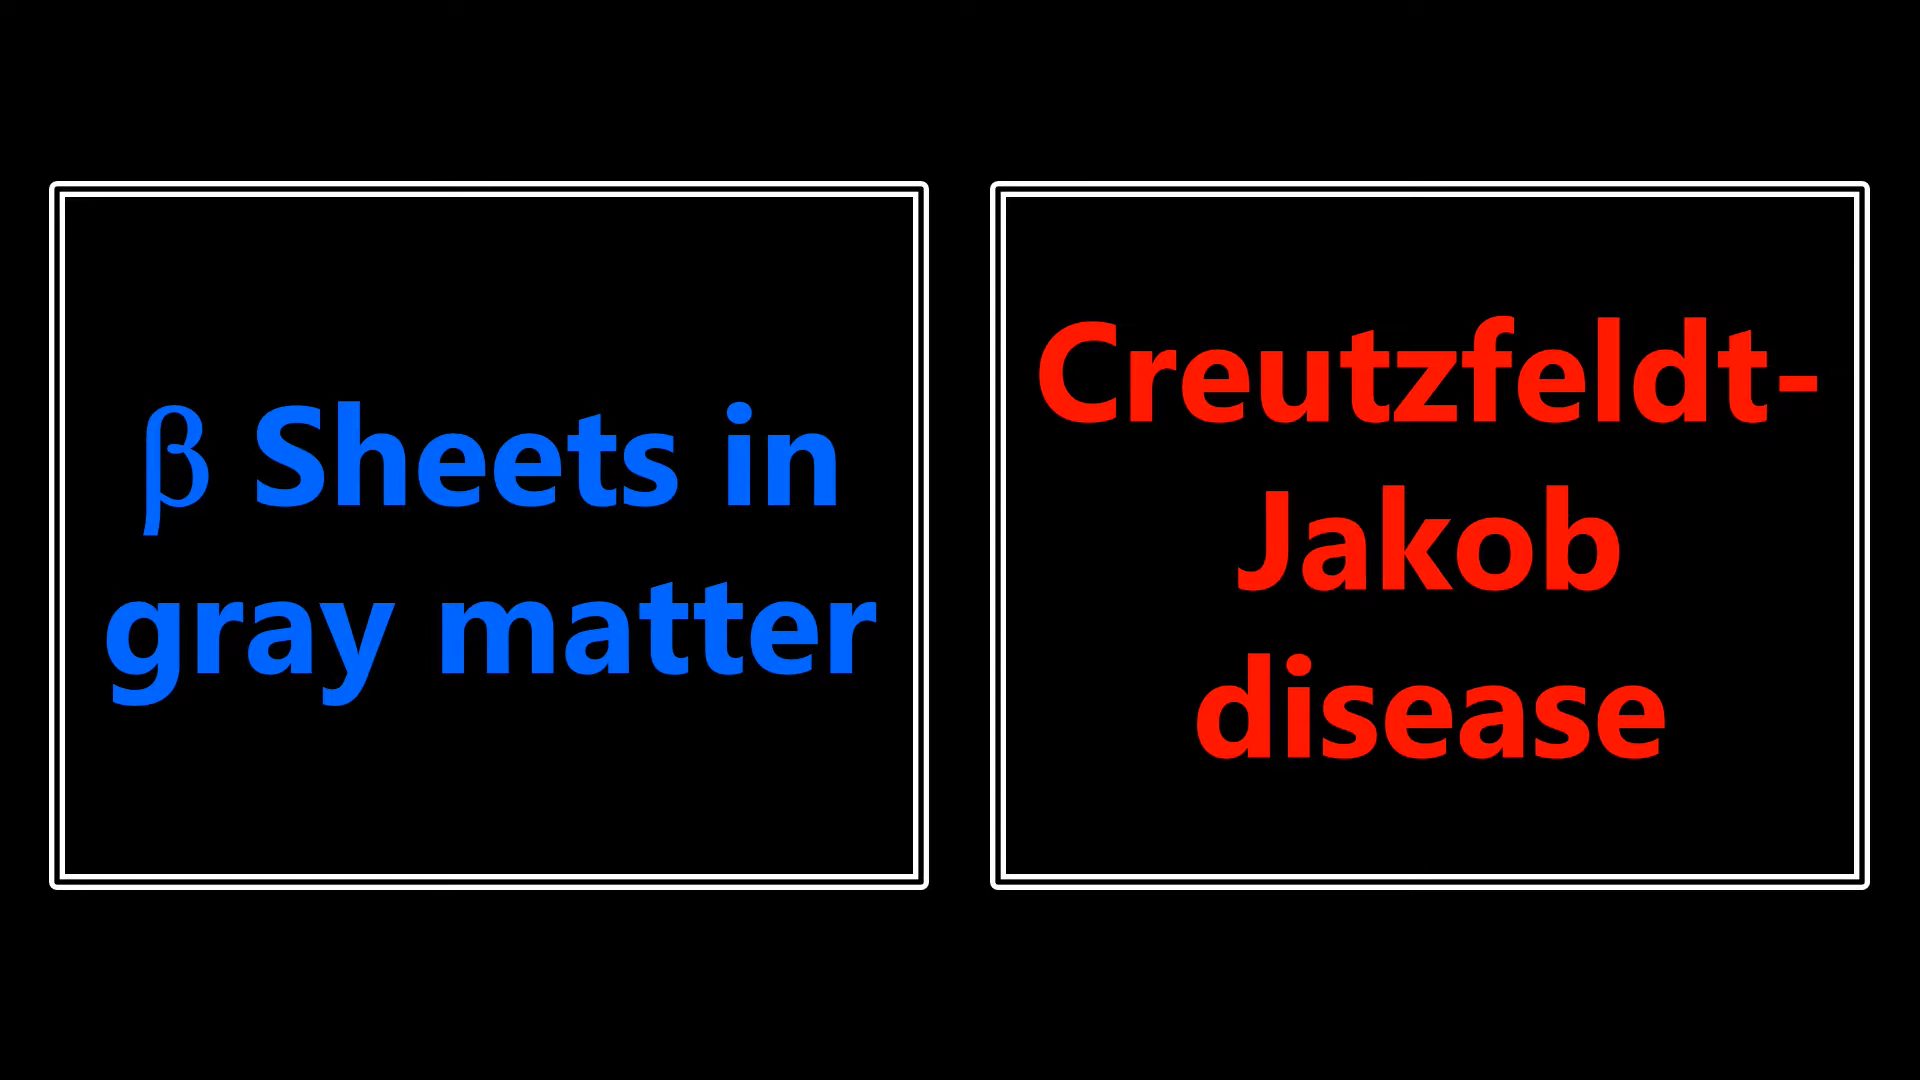 β Sheets in
gray matter
Creutzfeldt-
Jakob
disease